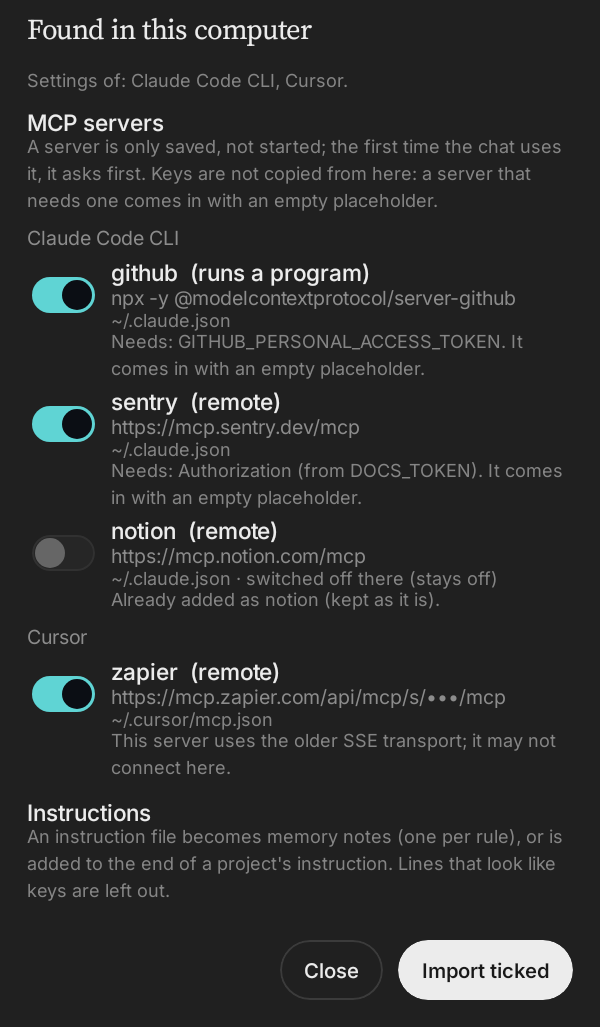 Found in this computer
Settings of: Claude Code CLI, Cursor.
MCP servers
A server is only saved, not started; the first time the chat uses
it, it asks first. Keys are not copied from here: a server that
needs one comes in with an empty placeholder.
Claude Code CLI
github (runs a program)
npx -y @modelcontextprotocol/server-github
~/.claude.json
Needs: GITHUB_PERSONAL_ACCESS_TOKEN. It
comes in with an empty placeholder.
sentry (remote)
https://mcp.sentry.dev/mcp
~/.claude.json
Needs: Authorization (from DOCS_TOKEN). It comes
in with an empty placeholder.
notion (remote)
https://mcp.notion.com/mcp
~/.claude.json · switched off there (stays off)
Already added as notion (kept as it is).
Cursor
zapier (remote)
https://mcp.zapier.com/api/mcp/s/•••/mcp
~/.cursor/mcp.json
This server uses the older SSE transport; it may not
connect here.
Instructions
An instruction file becomes memory notes (one per rule), or is
added to the end of a project's instruction. Lines that look like
keys are left out.
Close
Import ticked